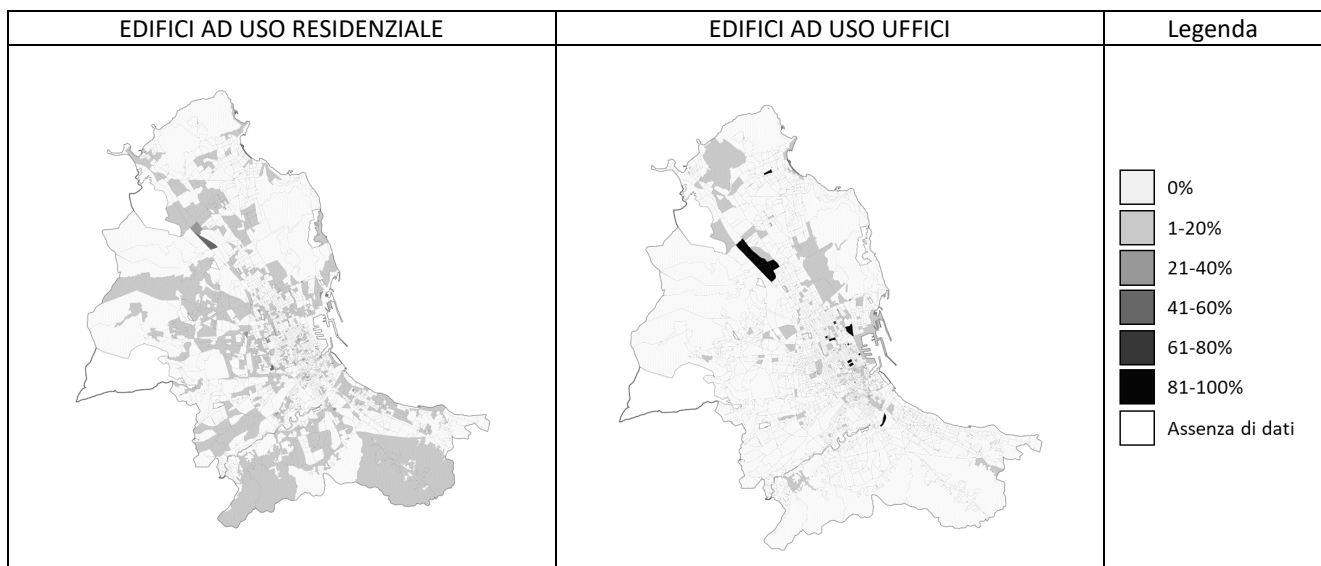 EDIFICI AD USO RESIDENZIALE
EDIFICI AD USO UFFICI
Legenda
0%
1-20%
21-40%
41-60%
61-80%
81-100%
Assenza di dati